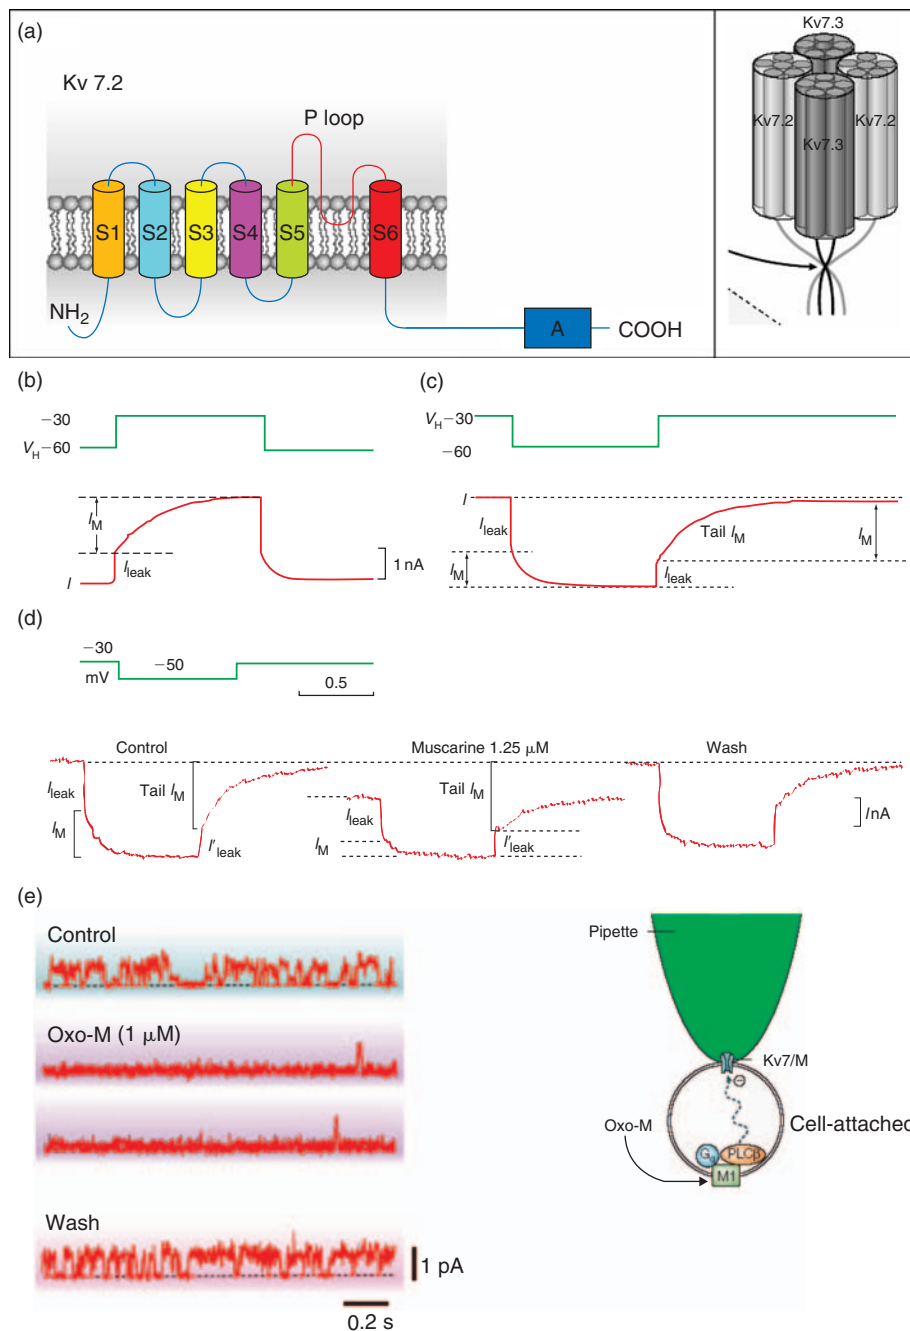 (a)
Kv 7.2
P loop
S1 S2 S3 S4 S5 S6
NH2
A
COOH
Kv7.3
Kv7.2
Kv7.2
Kv7.3
(b)
−30
VH−60
IM
Ileak
I
1 nA
(c)
VH−30
−60
I
Ileak
IM
Tail IM
IM
Ileak
(d)
−30
mV
−50
0.5
Control
Ileak
IM
Tail IM
I'leak
Muscarine 1.25 μM
Ileak
IM
Tail IM
I'leak
Wash
InA
(e)
Control
Oxo-M (1 μM)
Wash
1 pA
0.2 s
Pipette
Kv7/M
−
Cell-attached
Oxo-M
Gq
PLCβ
M1